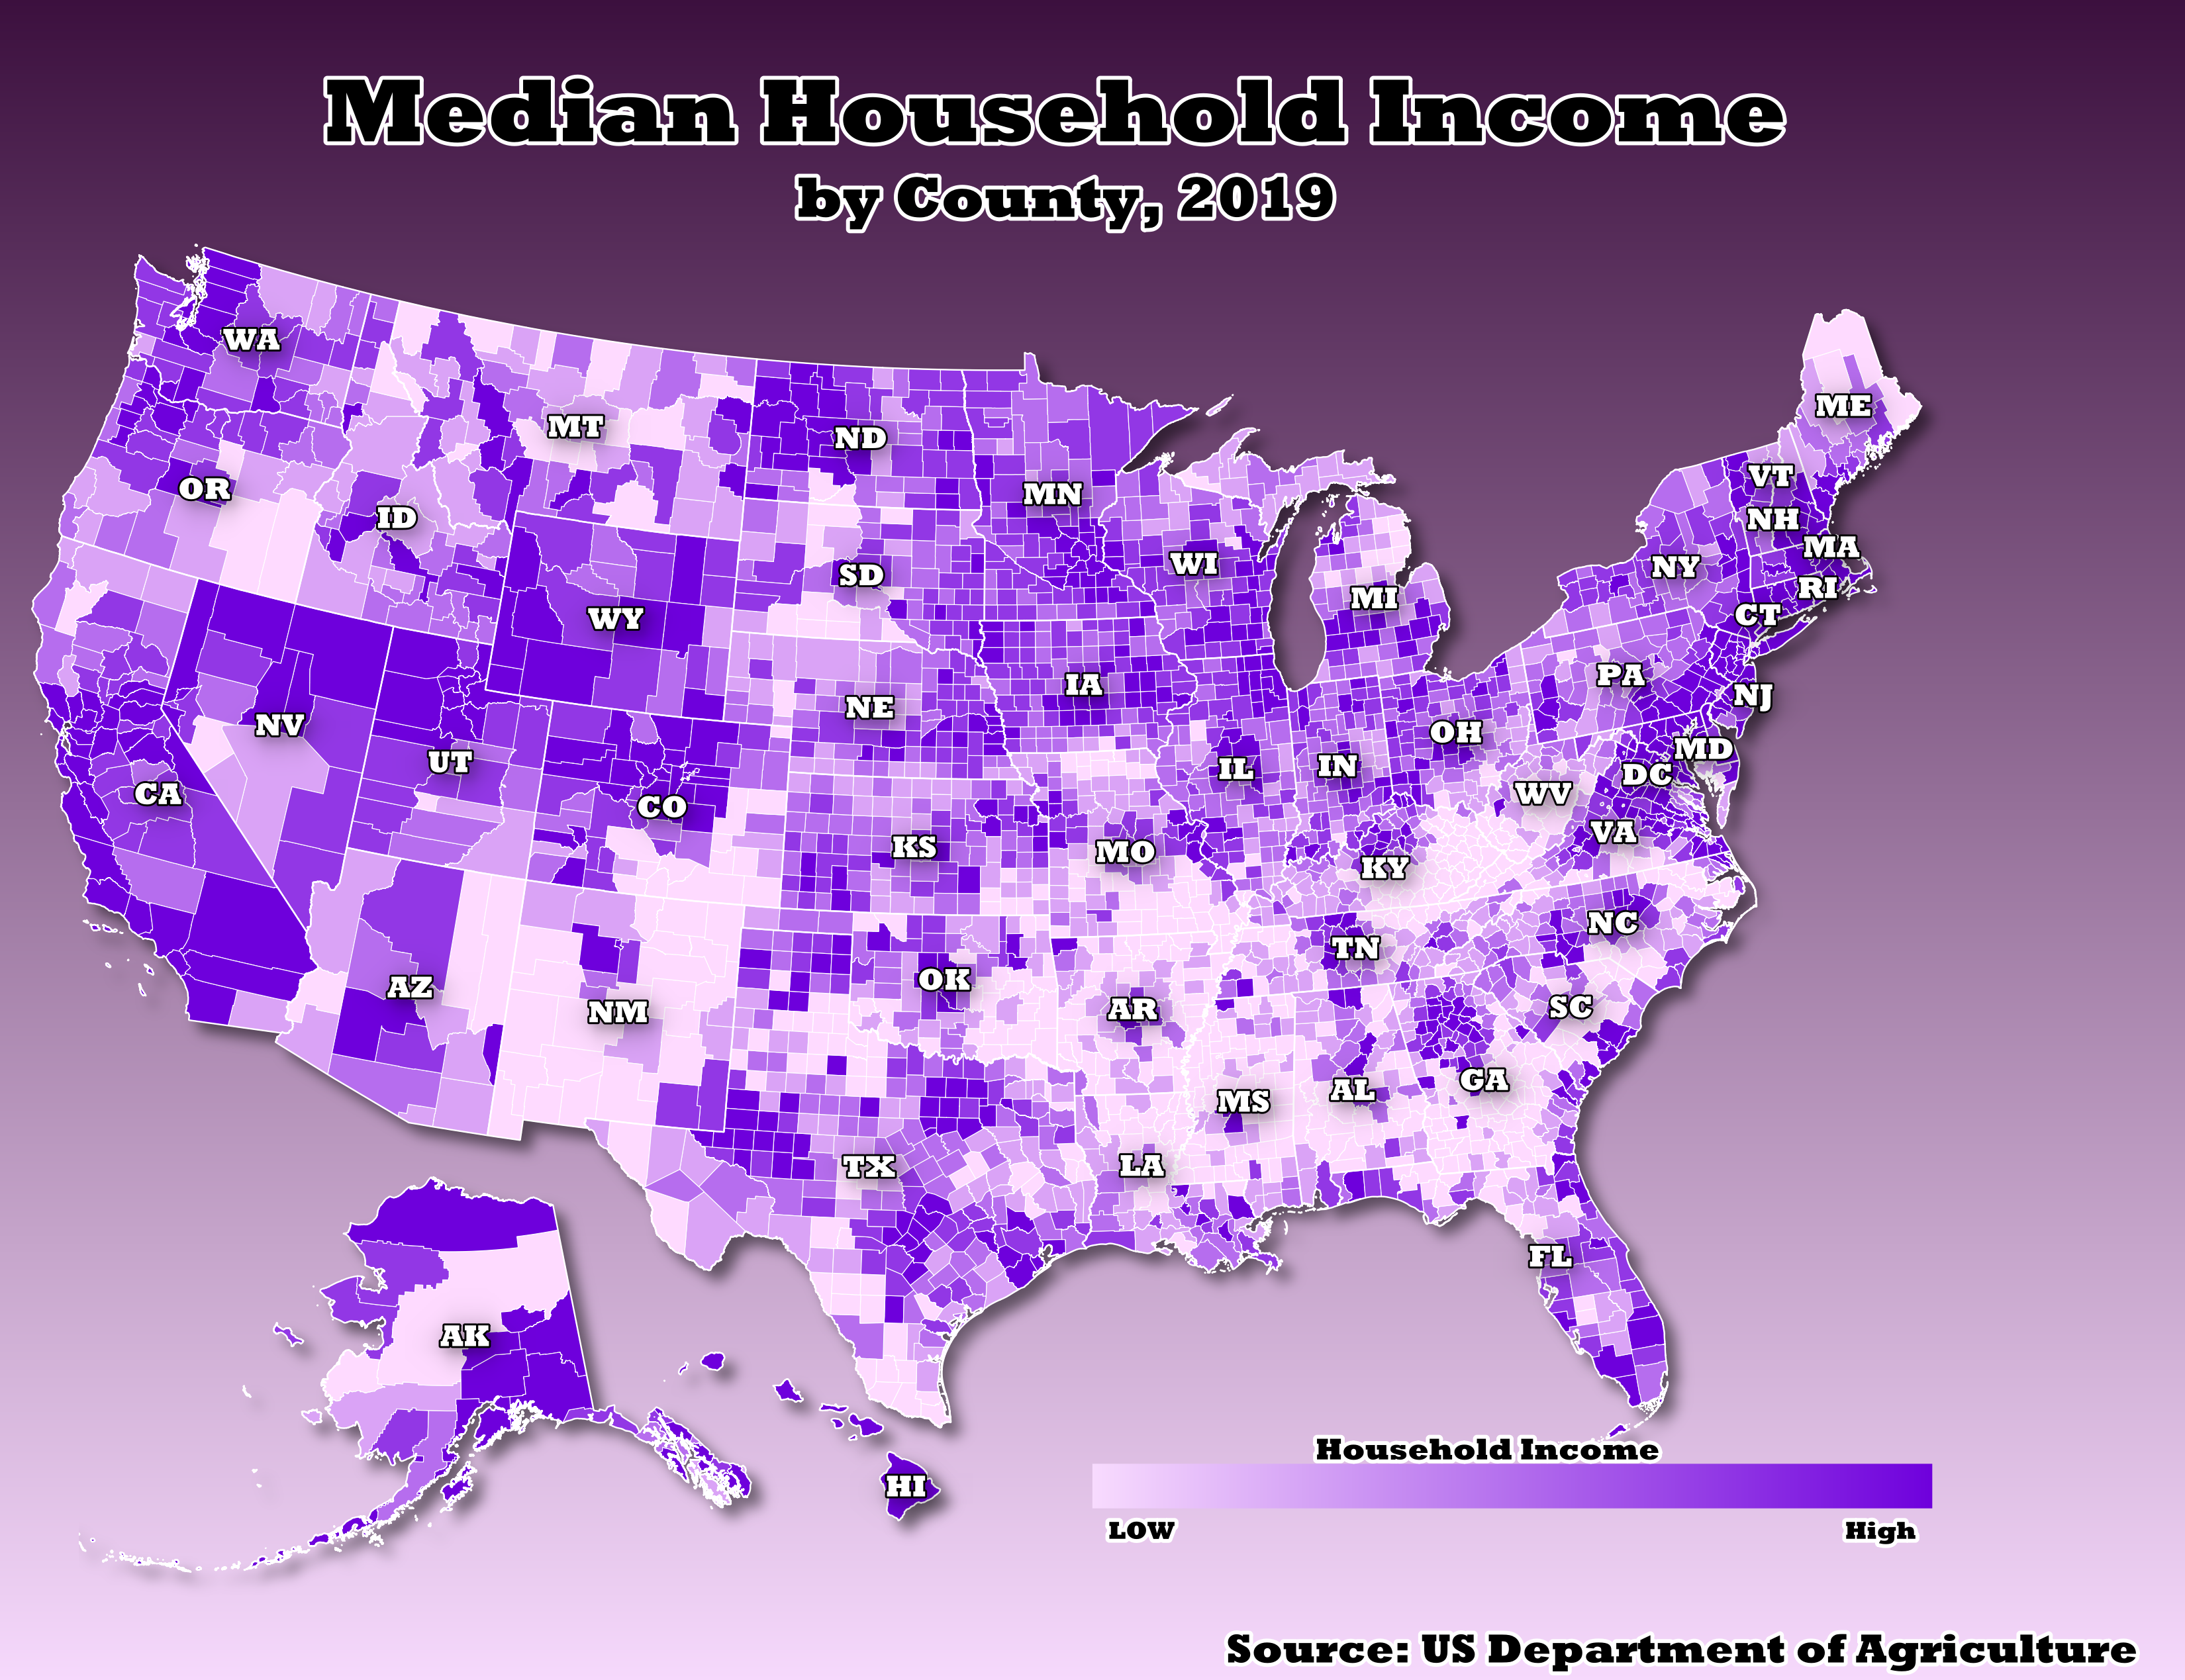 Median Household Income
by County, 2019
WA
MT
ND
ME
OR
ID
MN
VT
NH
MA
WI
NY
SD
RI
MI
CT
WY
PA
IA
NE
NJ
NV
OH
UT
MD
IL
IN
DC
CA
CO
WV
KS
MO
VA
KY
NC
TN
AZ
OK
NM
AR
SC
GA
MS
AL
TX
LA
FL
AK
HI
Household Income
LOW
High
Source: US Department of Agriculture